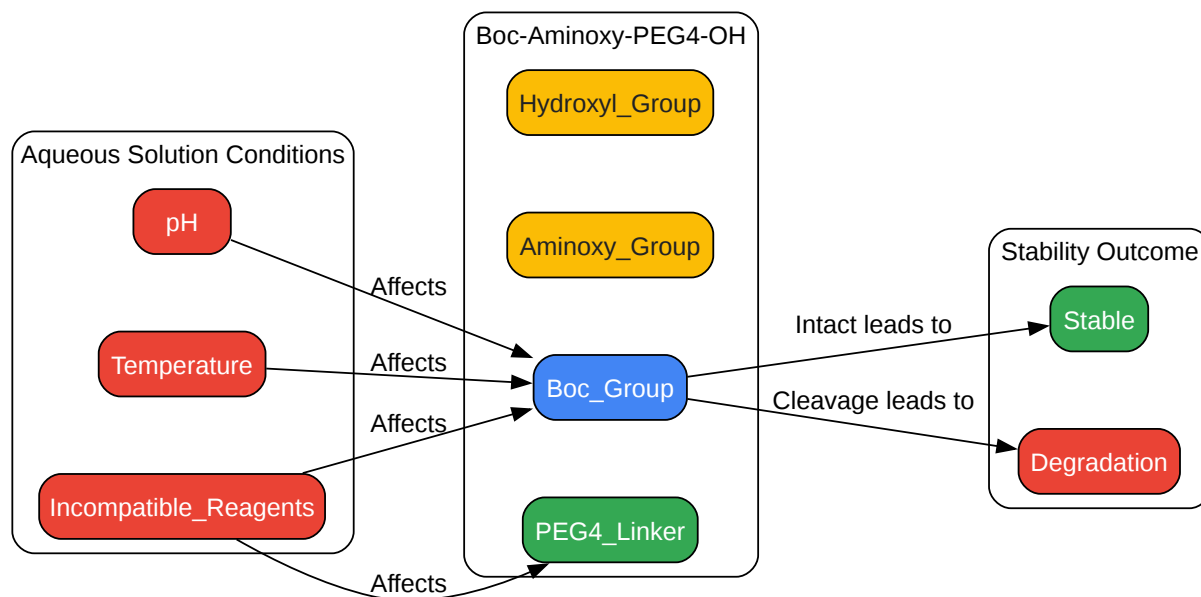 Aqueous Solution Conditions
pH
Temperature
Incompatible_Reagents
Affects
Affects
Affects
Affects
Boc-Aminoxy-PEG4-OH
Hydroxyl_Group
Aminoxy_Group
Boc_Group
PEG4_Linker
Intact leads to
Cleavage leads to
Stability Outcome
Stable
Degradation